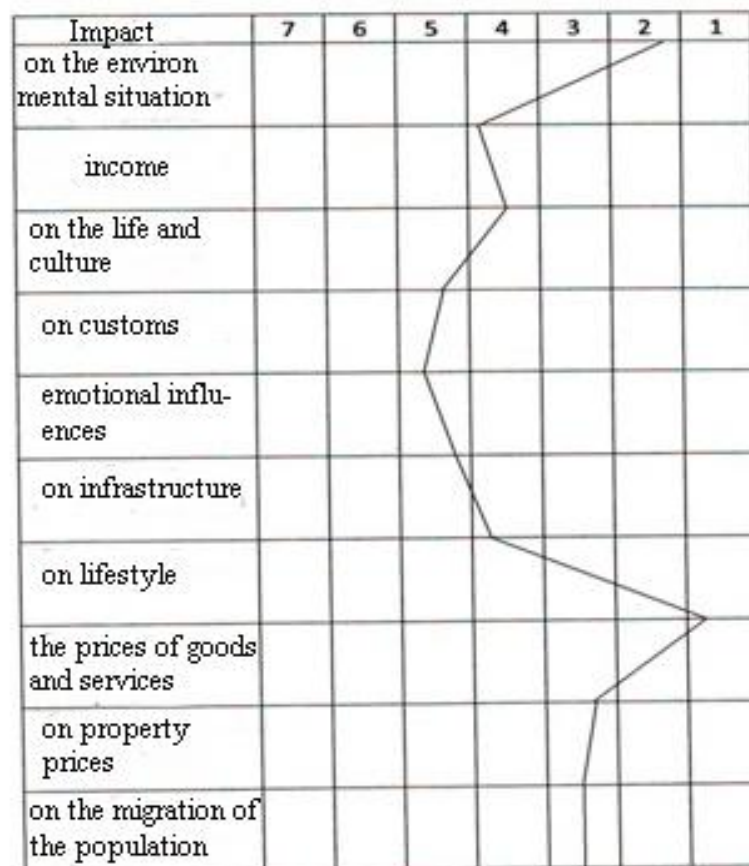 Impact 7 6 5 4 3 2 1
on the environ
mental situation
income
on the life and
culture
on customs
emotional influ-
ences
on infrastructure
on lifestyle
the prices of goods
and services
on property
prices
on the migration of
the population